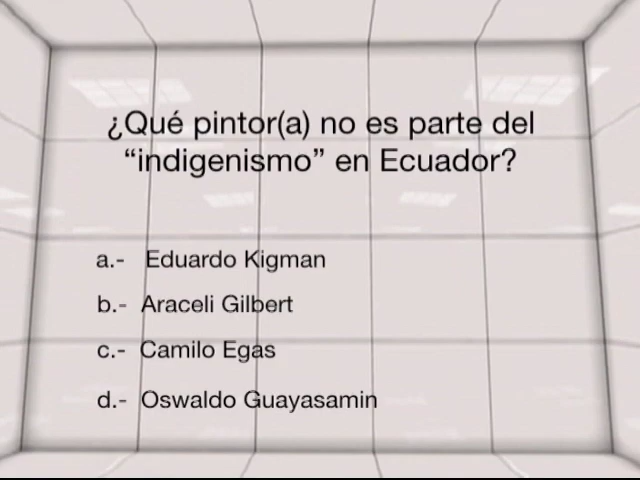 ¿Qué pintor(a) no es parte del
“indigenismo” en Ecuador?
a.- Eduardo Kigman
b.- Araceli Gilbert
c.- Camilo Egas
d.- Oswaldo Guayasamin